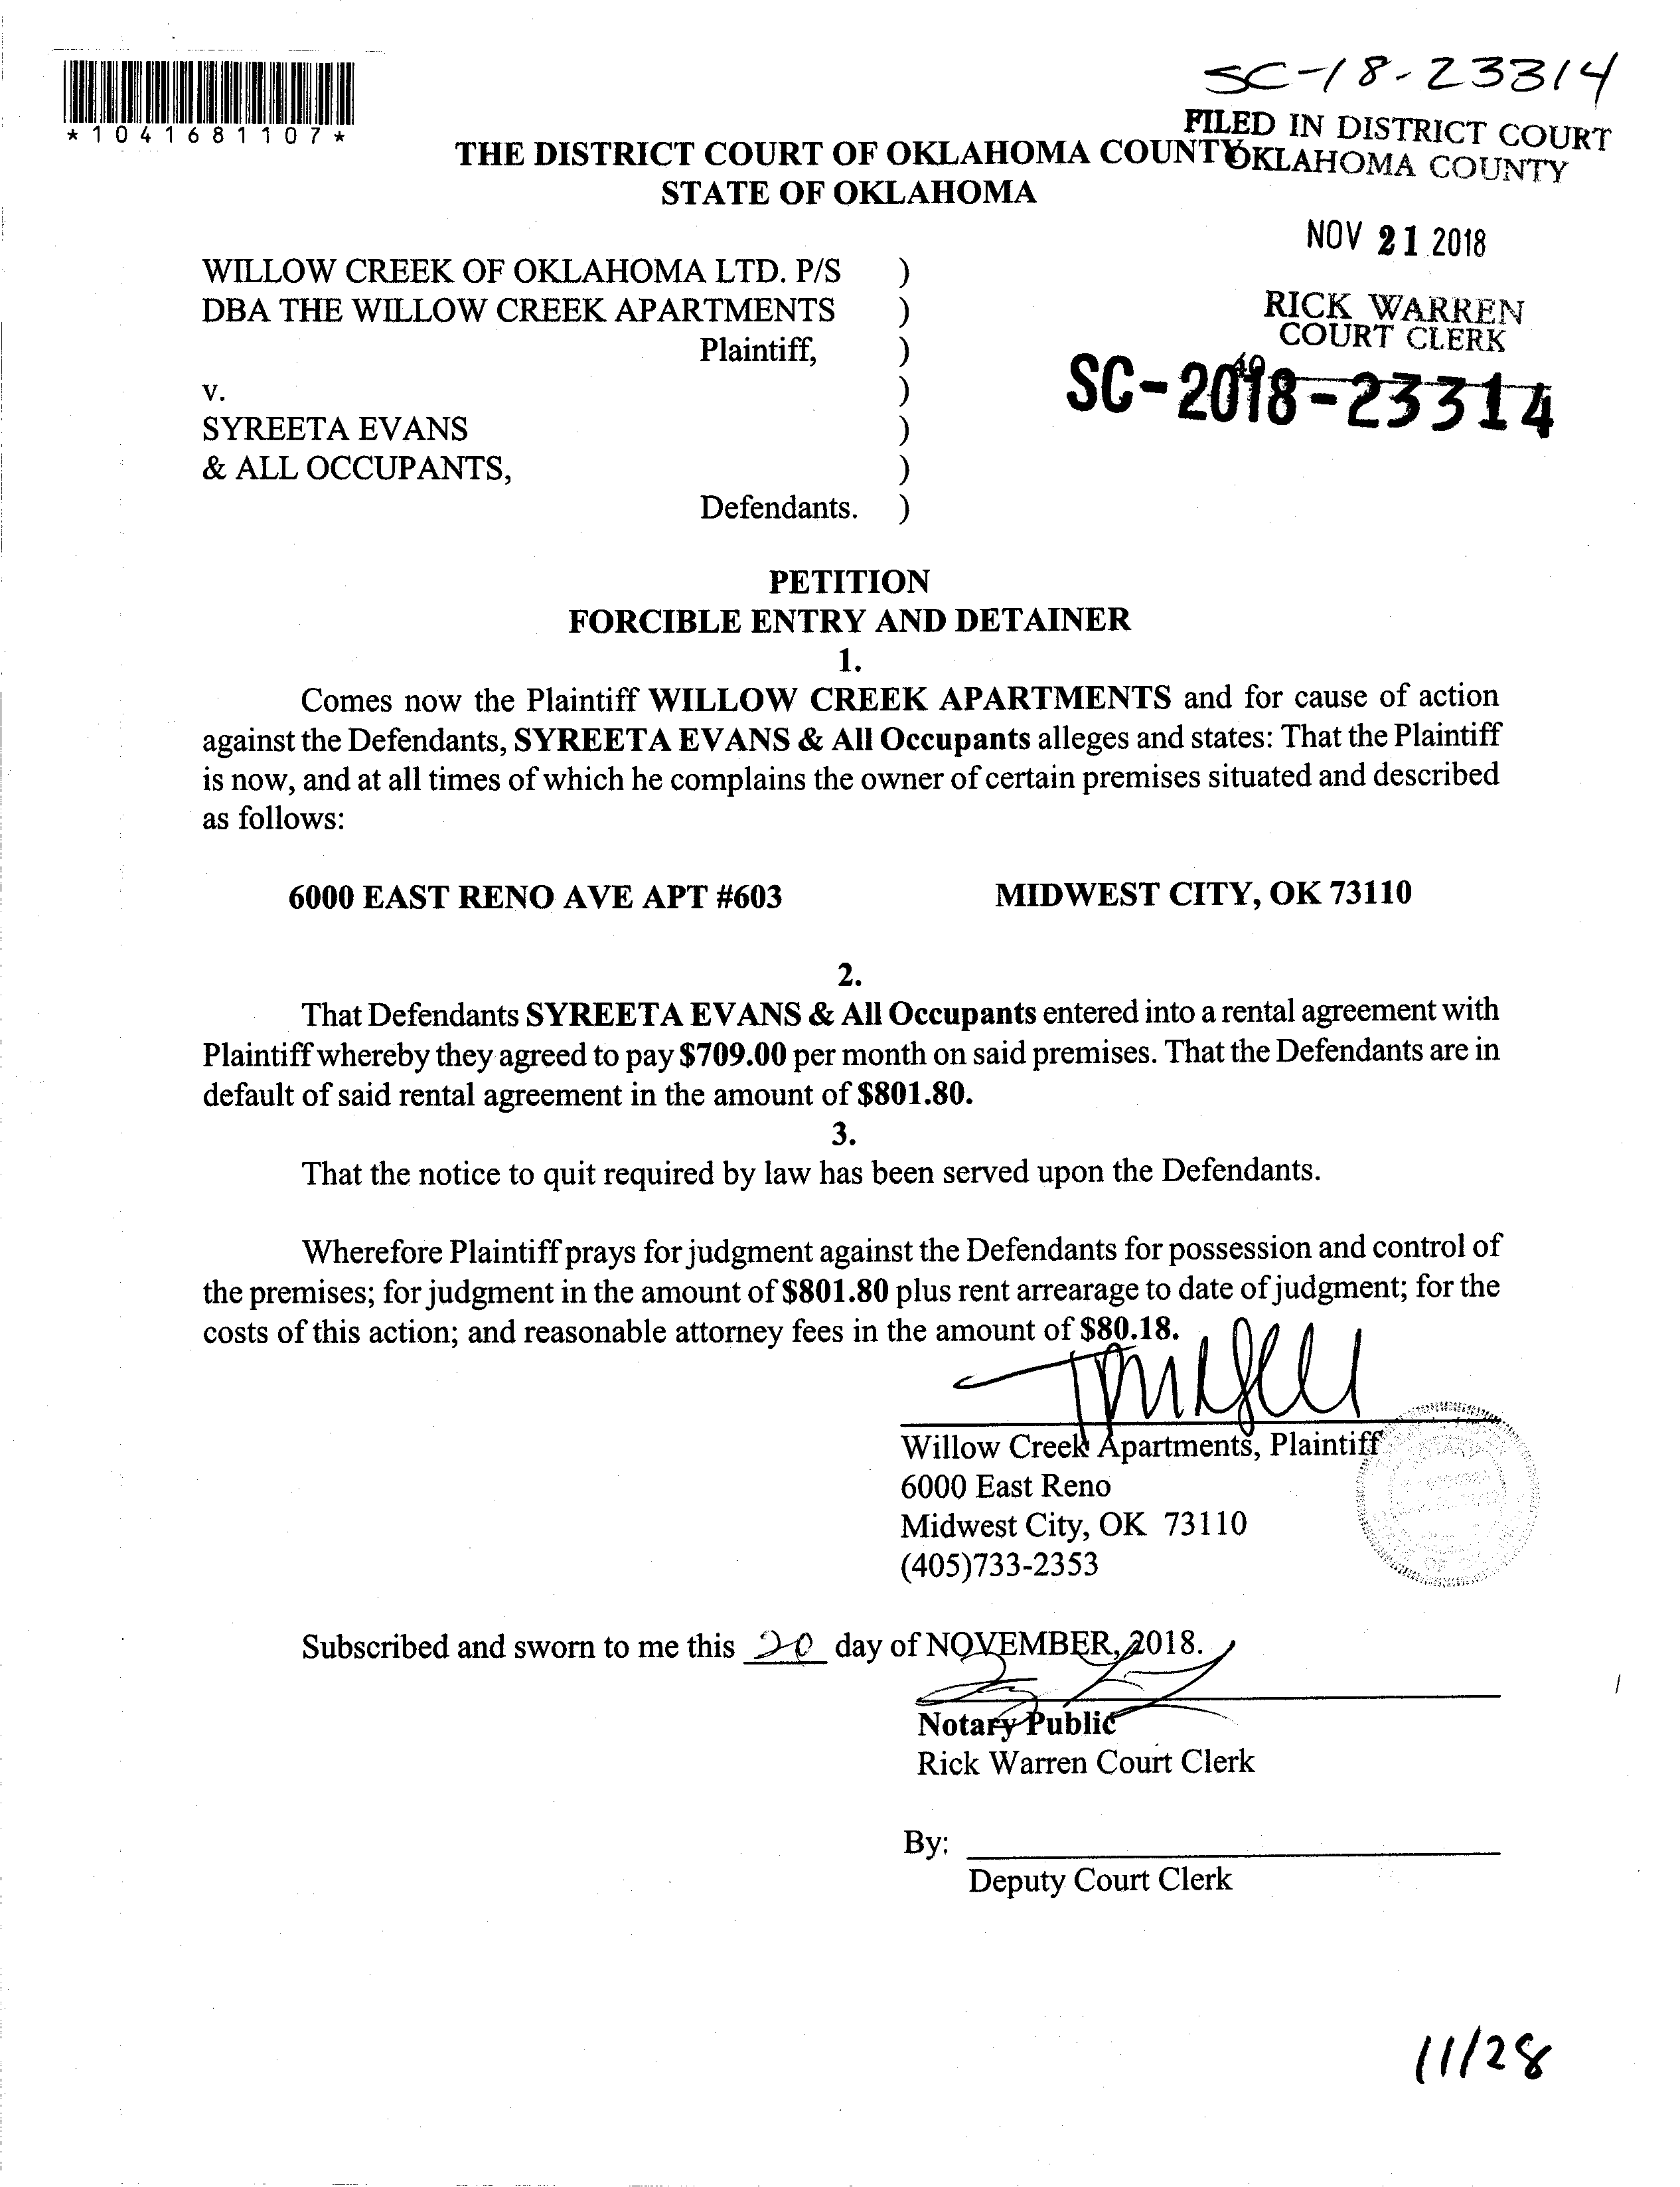 SC-18-23314
*1041681107*
FILED IN DISTRICT COURT
OKLAHOMA COUNTY
THE DISTRICT COURT OF OKLAHOMA COUNTY
STATE OF OKLAHOMA
NOV 21 2018
RICK WARREN
COURT CLERK
40
SC-2018-23314
WILLOW CREEK OF OKLAHOMA LTD. P/S )
DBA THE WILLOW CREEK APARTMENTS )
Plaintiff, )
v. )
SYREETA EVANS )
& ALL OCCUPANTS, )
Defendants. )
PETITION
FORCIBLE ENTRY AND DETAINER
1.
Comes now the Plaintiff WILLOW CREEK APARTMENTS and for cause of action
against the Defendants, SYREETA EVANS & All Occupants alleges and states: That the Plaintiff
is now, and at all times of which he complains the owner of certain premises situated and described
as follows:
6000 EAST RENO AVE APT #603 MIDWEST CITY, OK 73110
2.
That Defendants SYREETA EVANS & All Occupants entered into a rental agreement with
Plaintiff whereby they agreed to pay $709.00 per month on said premises. That the Defendants are in
default of said rental agreement in the amount of $801.80.
3.
That the notice to quit required by law has been served upon the Defendants.
Wherefore Plaintiff prays for judgment against the Defendants for possession and control of
the premises; for judgment in the amount of $801.80 plus rent arrearage to date of judgment; for the
costs of this action; and reasonable attorney fees in the amount of $80.18.
Willow Creek Apartments, Plaintiff
6000 East Reno
Midwest City, OK 73110
(405)733-2353
Subscribed and sworn to me this 20 day of NOVEMBER, 2018.
Notary Public
Rick Warren Court Clerk
By:
Deputy Court Clerk
11/28